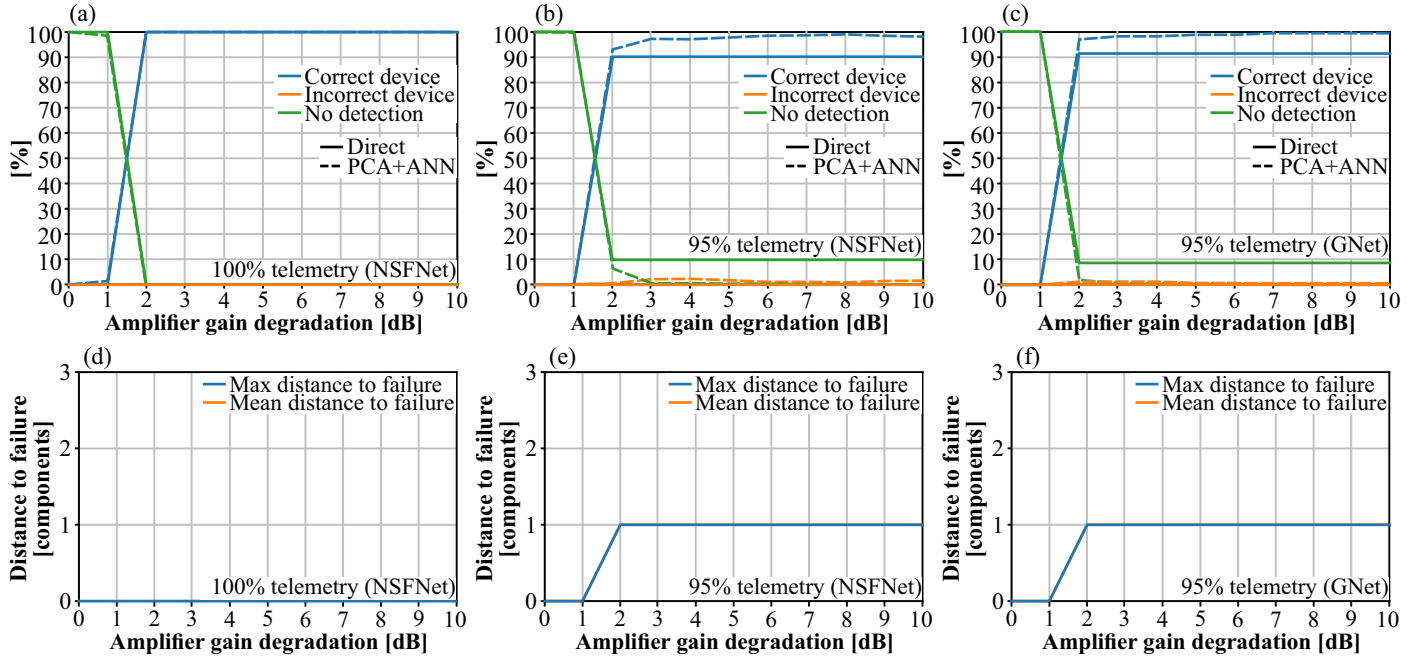 (a)
100
90
80
70
60
50
40
30
20
10
0
[%]
Correct device
Incorrect device
No detection
Direct
PCA+ANN
100% telemetry (NSFNet)
0 1 2 3 4 5 6 7 8 9 10
Amplifier gain degradation [dB]
(b)
100
90
80
70
60
50
40
30
20
10
0
[%]
Correct device
Incorrect device
No detection
Direct
PCA+ANN
95% telemetry (NSFNet)
0 1 2 3 4 5 6 7 8 9 10
Amplifier gain degradation [dB]
(c)
100
90
80
70
60
50
40
30
20
10
0
[%]
Correct device
Incorrect device
No detection
Direct
PCA+ANN
95% telemetry (GNet)
0 1 2 3 4 5 6 7 8 9 10
Amplifier gain degradation [dB]
(d)
3
2
1
0
Distance to failure
[components]
Max distance to failure
Mean distance to failure
100% telemetry (NSFNet)
0 1 2 3 4 5 6 7 8 9 10
Amplifier gain degradation [dB]
(e)
3
2
1
0
Distance to failure
[components]
Max distance to failure
Mean distance to failure
95% telemetry (NSFNet)
0 1 2 3 4 5 6 7 8 9 10
Amplifier gain degradation [dB]
(f)
3
2
1
0
Distance to failure
[components]
Max distance to failure
Mean distance to failure
95% telemetry (GNet)
0 1 2 3 4 5 6 7 8 9 10
Amplifier gain degradation [dB]